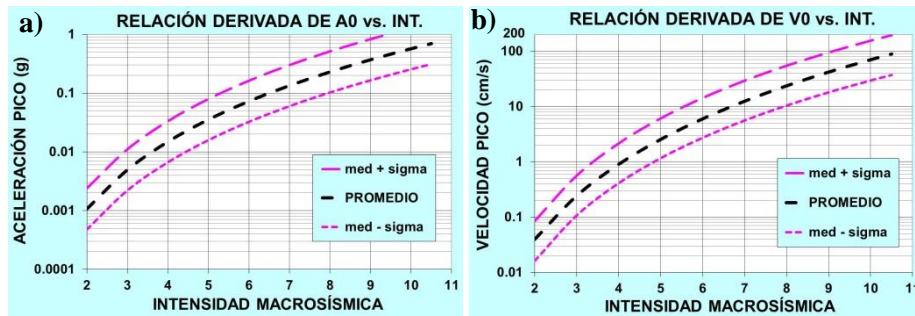 a)
RELACIÓN DERIVADA DE A0 vs. INT.
ACELERACIÓN PICO (g)
1
0.1
0.01
0.001
0.0001
med + sigma
PROMEDIO
med - sigma
2 3 4 5 6 7 8 9 10 11
INTENSIDAD MACROSÍSMICA
b)
RELACIÓN DERIVADA DE V0 vs. INT.
VELOCIDAD PICO (cm/s)
200
100
10
1
0.1
0.01
med + sigma
PROMEDIO
med - sigma
2 3 4 5 6 7 8 9 10 11
INTENSIDAD MACROSÍSMICA